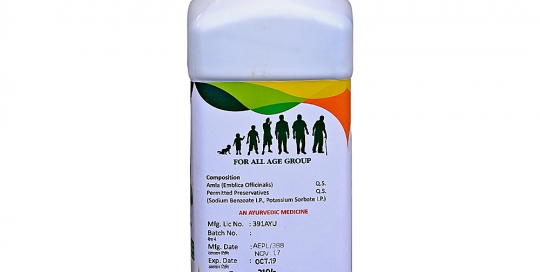 FOR ALL AGE GROUP
Composition
Amla (Emblica Officinalis) Q.S.
Permitted Preservatives Q.S.
(Sodium Benzoate I.P., Potassium Sorbate I.P.)
AN AYURVEDIC MEDICINE
Mfg. Lic No : 391AYU
Batch No. :
Mfg. Date : AEPL/388
NOV. 17
Exp. Date : OCT.19